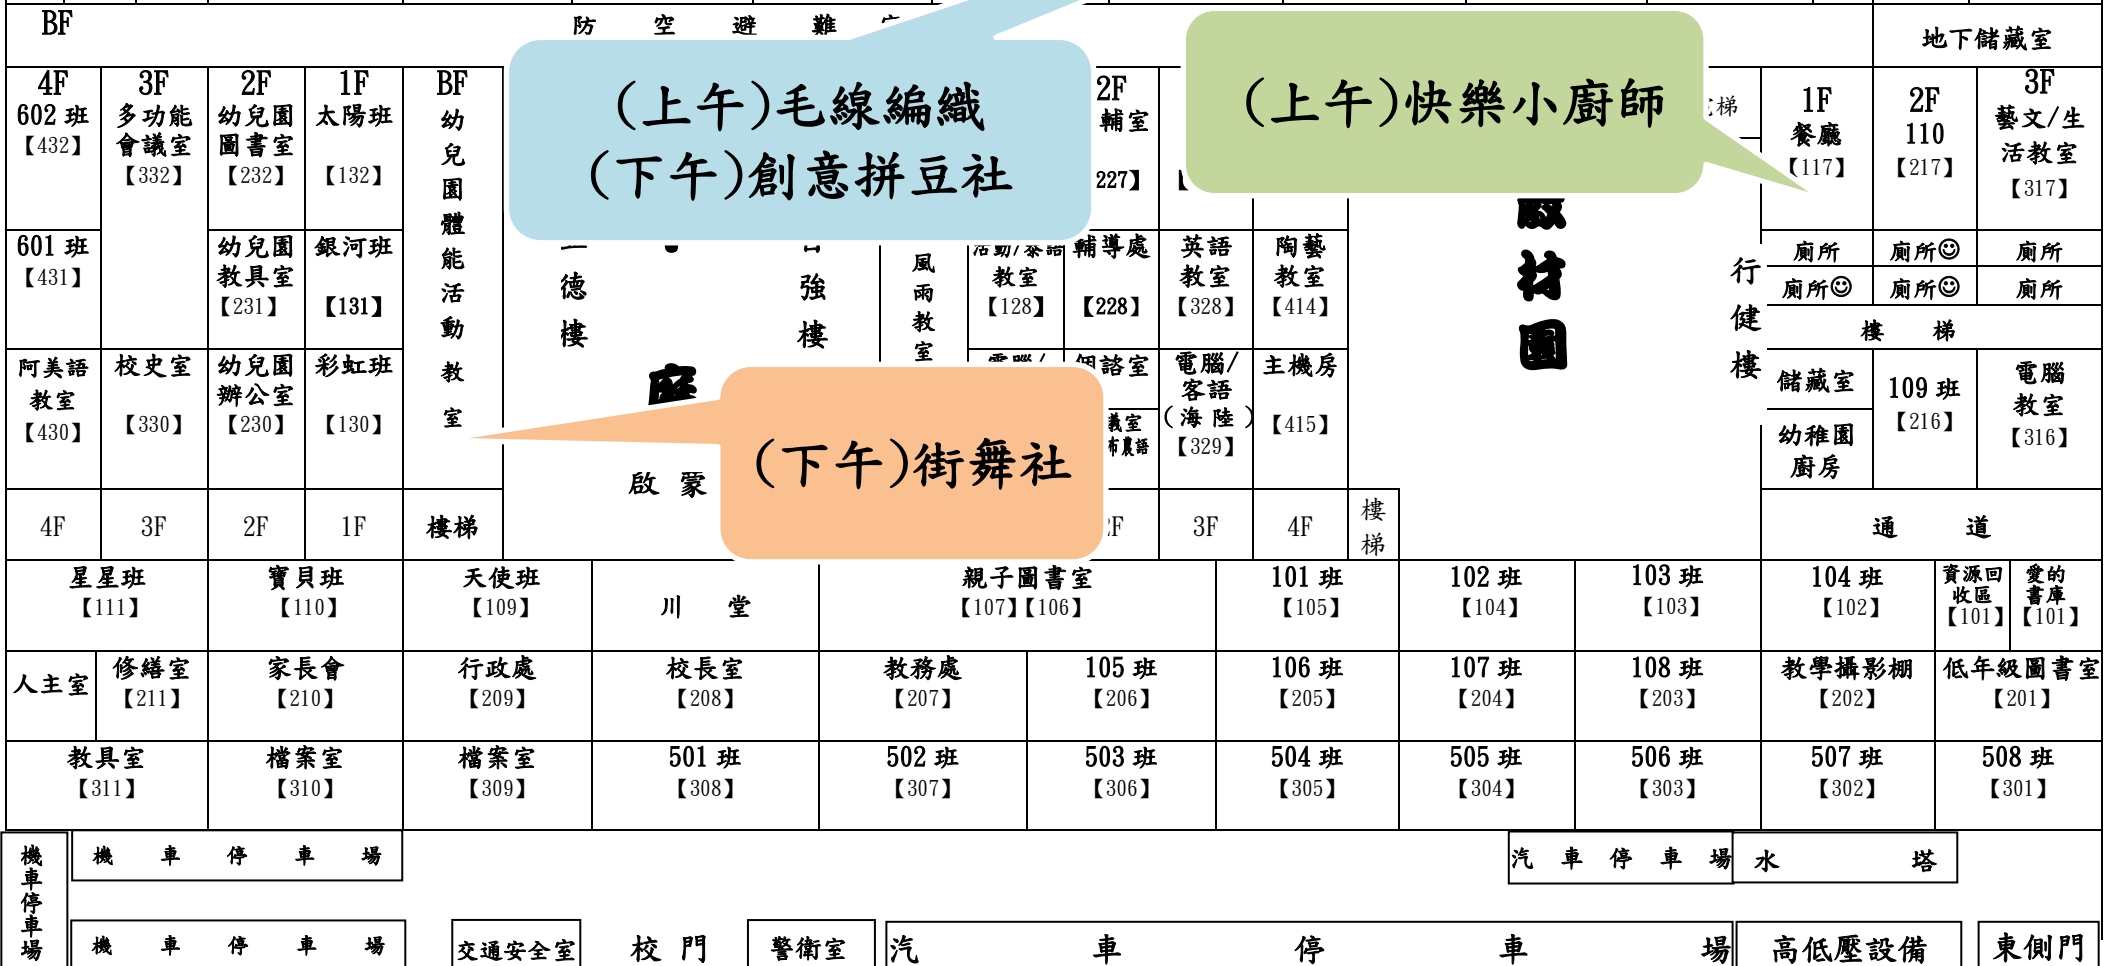 BF
防 空 避 難
地下儲藏室
4F
602 班
【432】
3F
多功能
會議室
【332】
2F
幼兒園
圖書室
【232】
1F
太陽班
【132】
BF
幼兒園體能活動教室
(上午)毛線編織
(下午)創意拼豆社
2F
輔室
227】
(上午)快樂小廚師
梯
1F
餐廳
【117】
2F
110
【217】
3F
藝文/生
活教室
【317】
601 班
【431】
幼兒園
教具室
【231】
銀河班
【131】
德樓
強樓
風雨教室
教室
【128】
輔導處
【228】
英語
教室
【328】
陶藝
教室
【414】
行健樓
廁所
廁所☺
廁所
廁所☺
廁所☺
廁所
樓 梯
阿美語
教室
【430】
校史室
【330】
幼兒園
辦公室
【230】
彩虹班
【130】
(下午)街舞社
啟 蒙
諮室
電腦/
客語
(海 陸)
【329】
主機房
【415】
儲藏室
幼稚園
廚房
109 班
【216】
電腦
教室
【316】
4F
3F
2F
1F
樓梯
3F
4F
樓梯
通 道
星星班
【111】
寶貝班
【110】
天使班
【109】
川 堂
親子圖書室
【107】【106】
101 班
【105】
102 班
【104】
103 班
【103】
104 班
【102】
資源回
收區
【101】
愛的
書庫
【101】
人主室
修繕室
【211】
家長會
【210】
行政處
【209】
校長室
【208】
教務處
【207】
105 班
【206】
106 班
【205】
107 班
【204】
108 班
【203】
教學攝影棚
【202】
低年級圖書室
【201】
教具室
【311】
檔案室
【310】
檔案室
【309】
501 班
【308】
502 班
【307】
503 班
【306】
504 班
【305】
505 班
【304】
506 班
【303】
507 班
【302】
508 班
【301】
機車停車場
機 車 停 車 場
汽 車 停 車 場
水 塔
機 車 停 車 場
交通安全室
校 門
警衛室
汽 車 停 車 場
高低壓設備
東側門